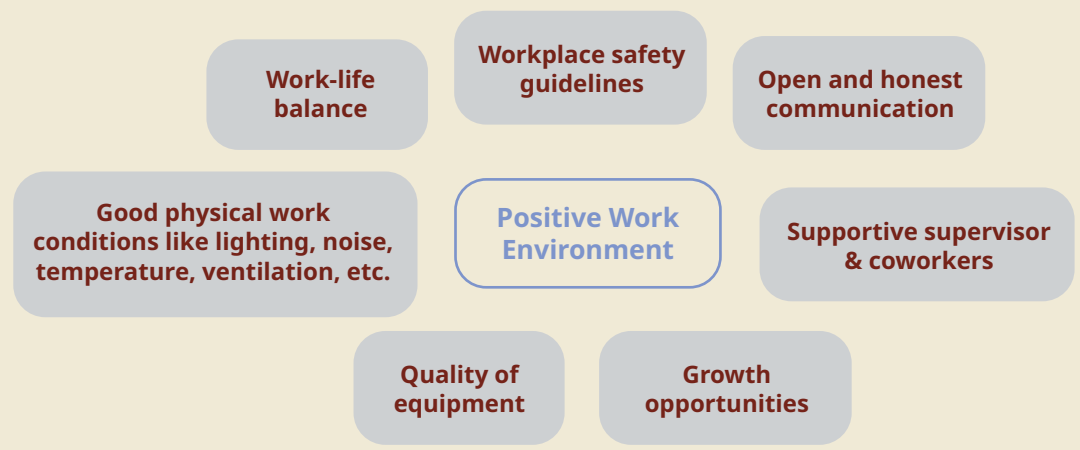 Work-life
balance
Workplace safety
guidelines
Open and honest
communication
Good physical work
conditions like lighting, noise,
temperature, ventilation, etc.
Positive Work
Environment
Supportive supervisor
& coworkers
Quality of
equipment
Growth
opportunities